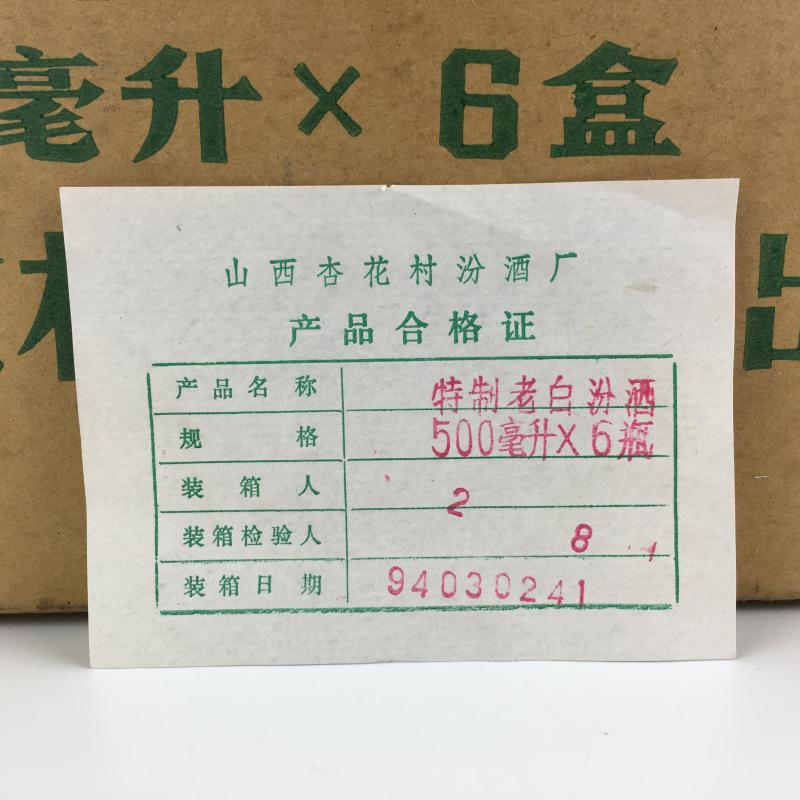 毫升×6盒
山西杏花村汾酒厂
产品合格证
产品名称 特制老白汾酒
规格 500毫升×6瓶
装箱人 2
装箱检验人 8
装箱日期 94030241
出